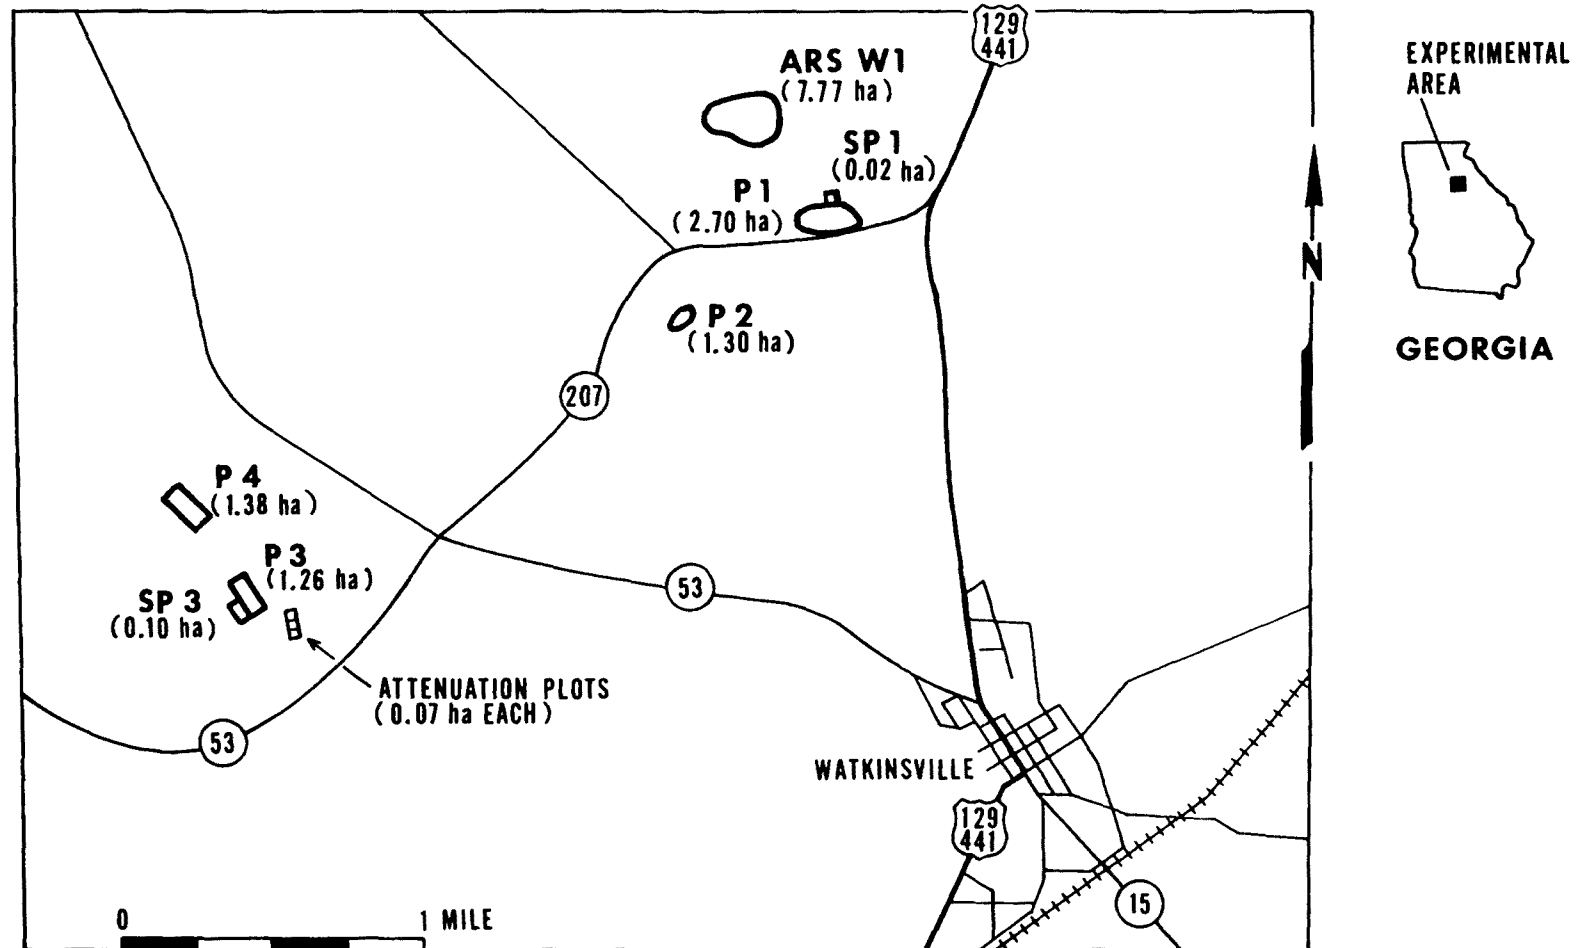 129
441
EXPERIMENTAL
AREA
ARS W1
(7.77 ha)
SP 1
(0.02 ha)
P 1
(2.70 ha)
N
P 2
(1.30 ha)
GEORGIA
207
P 4
(1.38 ha)
P 3
(1.26 ha)
SP 3
(0.10 ha)
53
ATTENUATION PLOTS
(0.07 ha EACH)
53
WATKINSVILLE
129
441
15
0 1 MILE